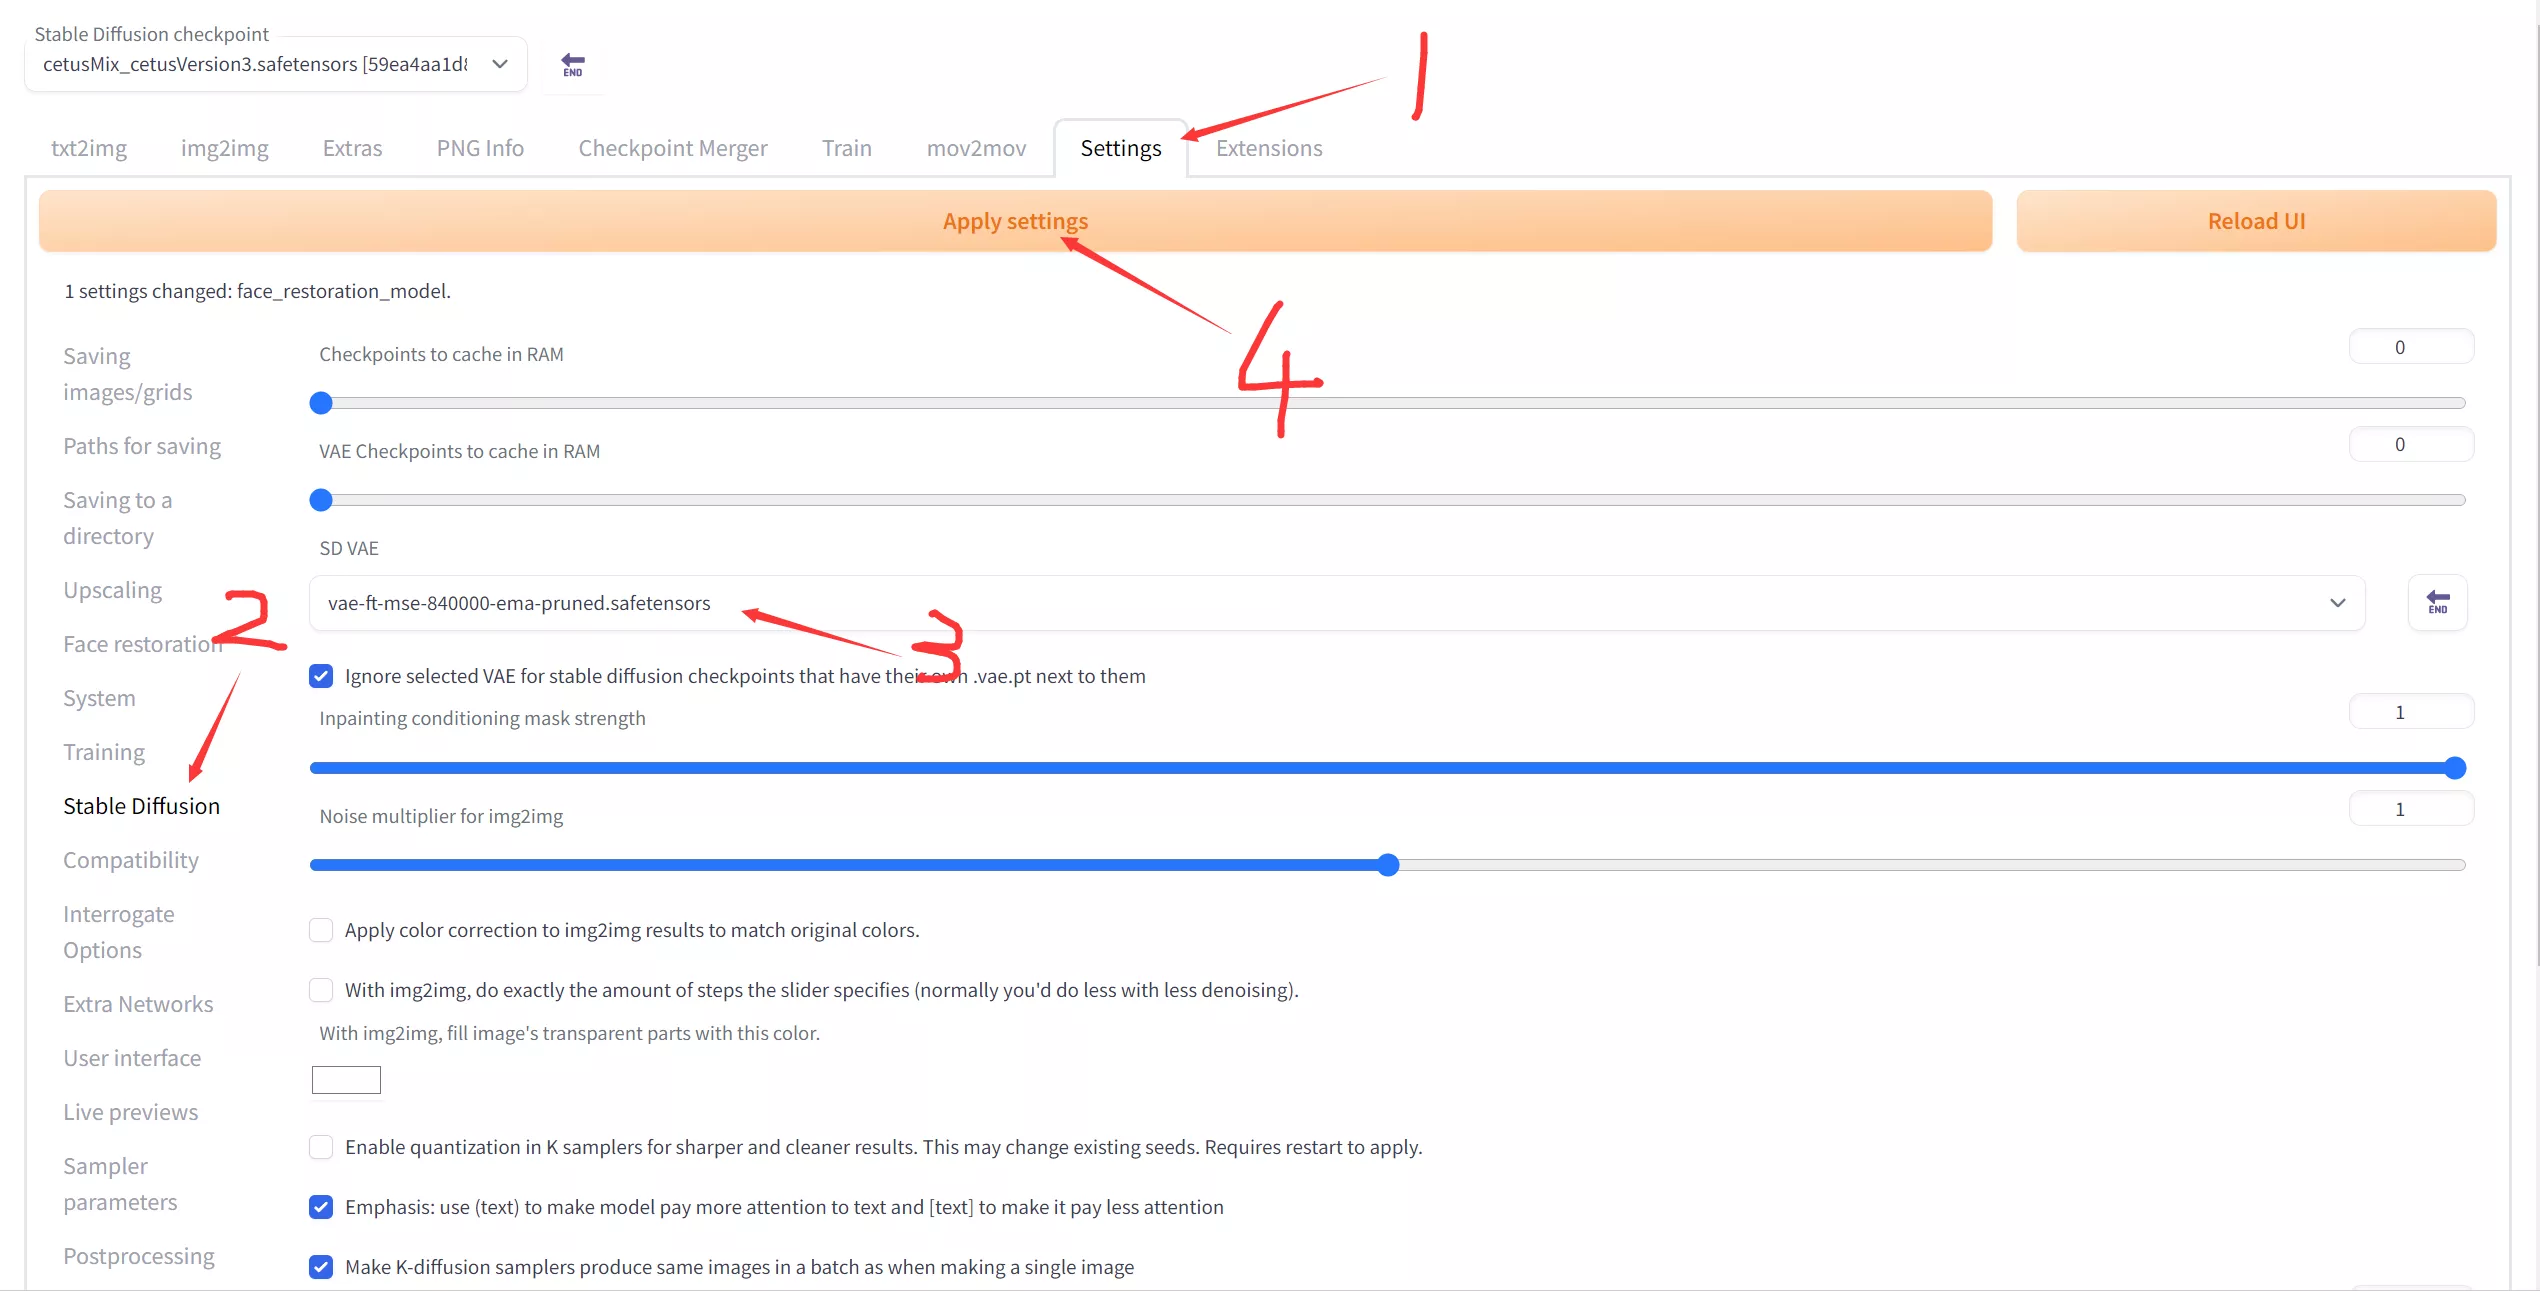 Stable Diffusion checkpoint
cetusMix_cetusVersion3.safetensors [59ea4aa1d8
END
1
txt2img img2img Extras PNG Info Checkpoint Merger Train mov2mov Settings Extensions
Apply settings Reload UI
1 settings changed: face_restoration_model.
4
Saving
images/grids
Paths for saving
Saving to a
directory
Upscaling
2
Face restoration
System
Training
Stable Diffusion
Compatibility
Interrogate
Options
Extra Networks
User interface
Live previews
Sampler
parameters
Postprocessing
Checkpoints to cache in RAM 0
VAE Checkpoints to cache in RAM 0
SD VAE
vae-ft-mse-840000-ema-pruned.safetensors
END
3
Ignore selected VAE for stable diffusion checkpoints that have their own .vae.pt next to them
Inpainting conditioning mask strength 1
Noise multiplier for img2img 1
Apply color correction to img2img results to match original colors.
With img2img, do exactly the amount of steps the slider specifies (normally you'd do less with less denoising).
With img2img, fill image's transparent parts with this color.
Enable quantization in K samplers for sharper and cleaner results. This may change existing seeds. Requires restart to apply.
Emphasis: use (text) to make model pay more attention to text and [text] to make it pay less attention
Make K-diffusion samplers produce same images in a batch as when making a single image